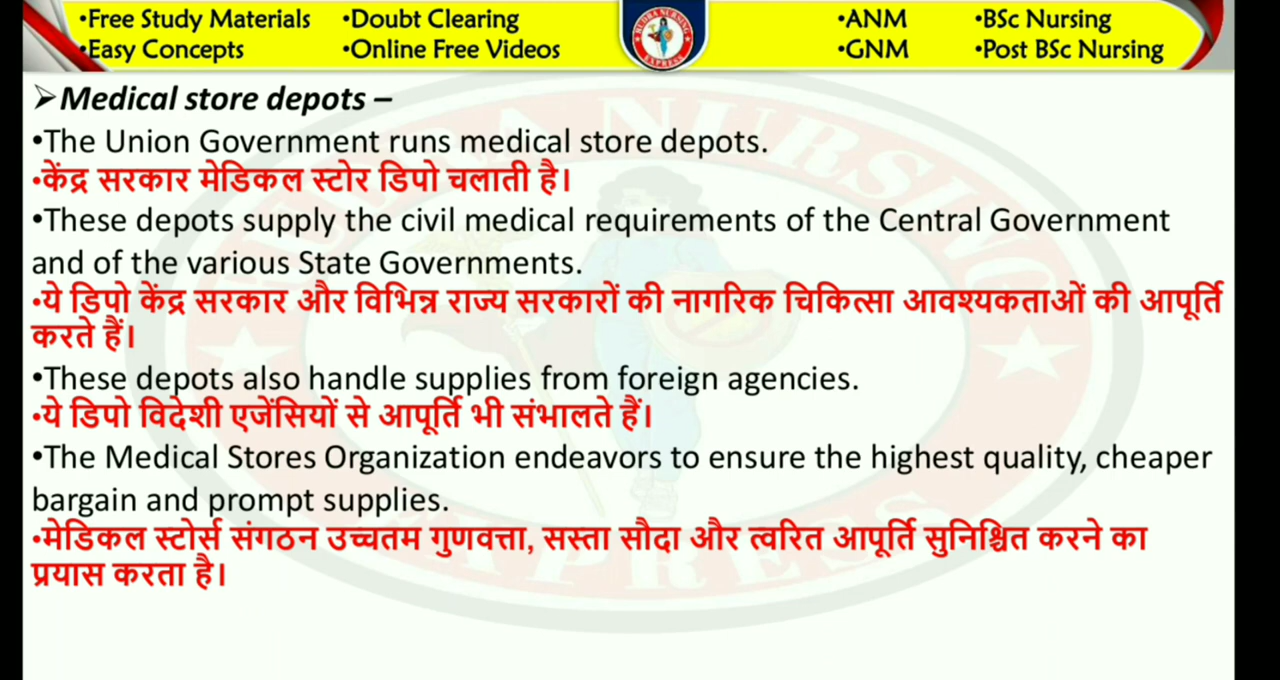 •Free Study Materials •Doubt Clearing •ANM •BSc Nursing
•Easy Concepts •Online Free Videos •GNM •Post BSc Nursing
➢Medical store depots –
•The Union Government runs medical store depots.
•केंद्र सरकार मेडिकल स्टोर डिपो चलाती है।
•These depots supply the civil medical requirements of the Central Government
and of the various State Governments.
•ये डिपो केंद्र सरकार और विभिन्न राज्य सरकारों की नागरिक चिकित्सा आवश्यकताओं की आपूर्ति
करते हैं।
•These depots also handle supplies from foreign agencies.
•ये डिपो विदेशी एजेंसियों से आपूर्ति भी संभालते हैं।
•The Medical Stores Organization endeavors to ensure the highest quality, cheaper
bargain and prompt supplies.
•मेडिकल स्टोर्स संगठन उच्चतम गुणवत्ता, सस्ता सौदा और त्वरित आपूर्ति सुनिश्चित करने का
प्रयास करता है।
RUDRA NURSING
EXPRESS